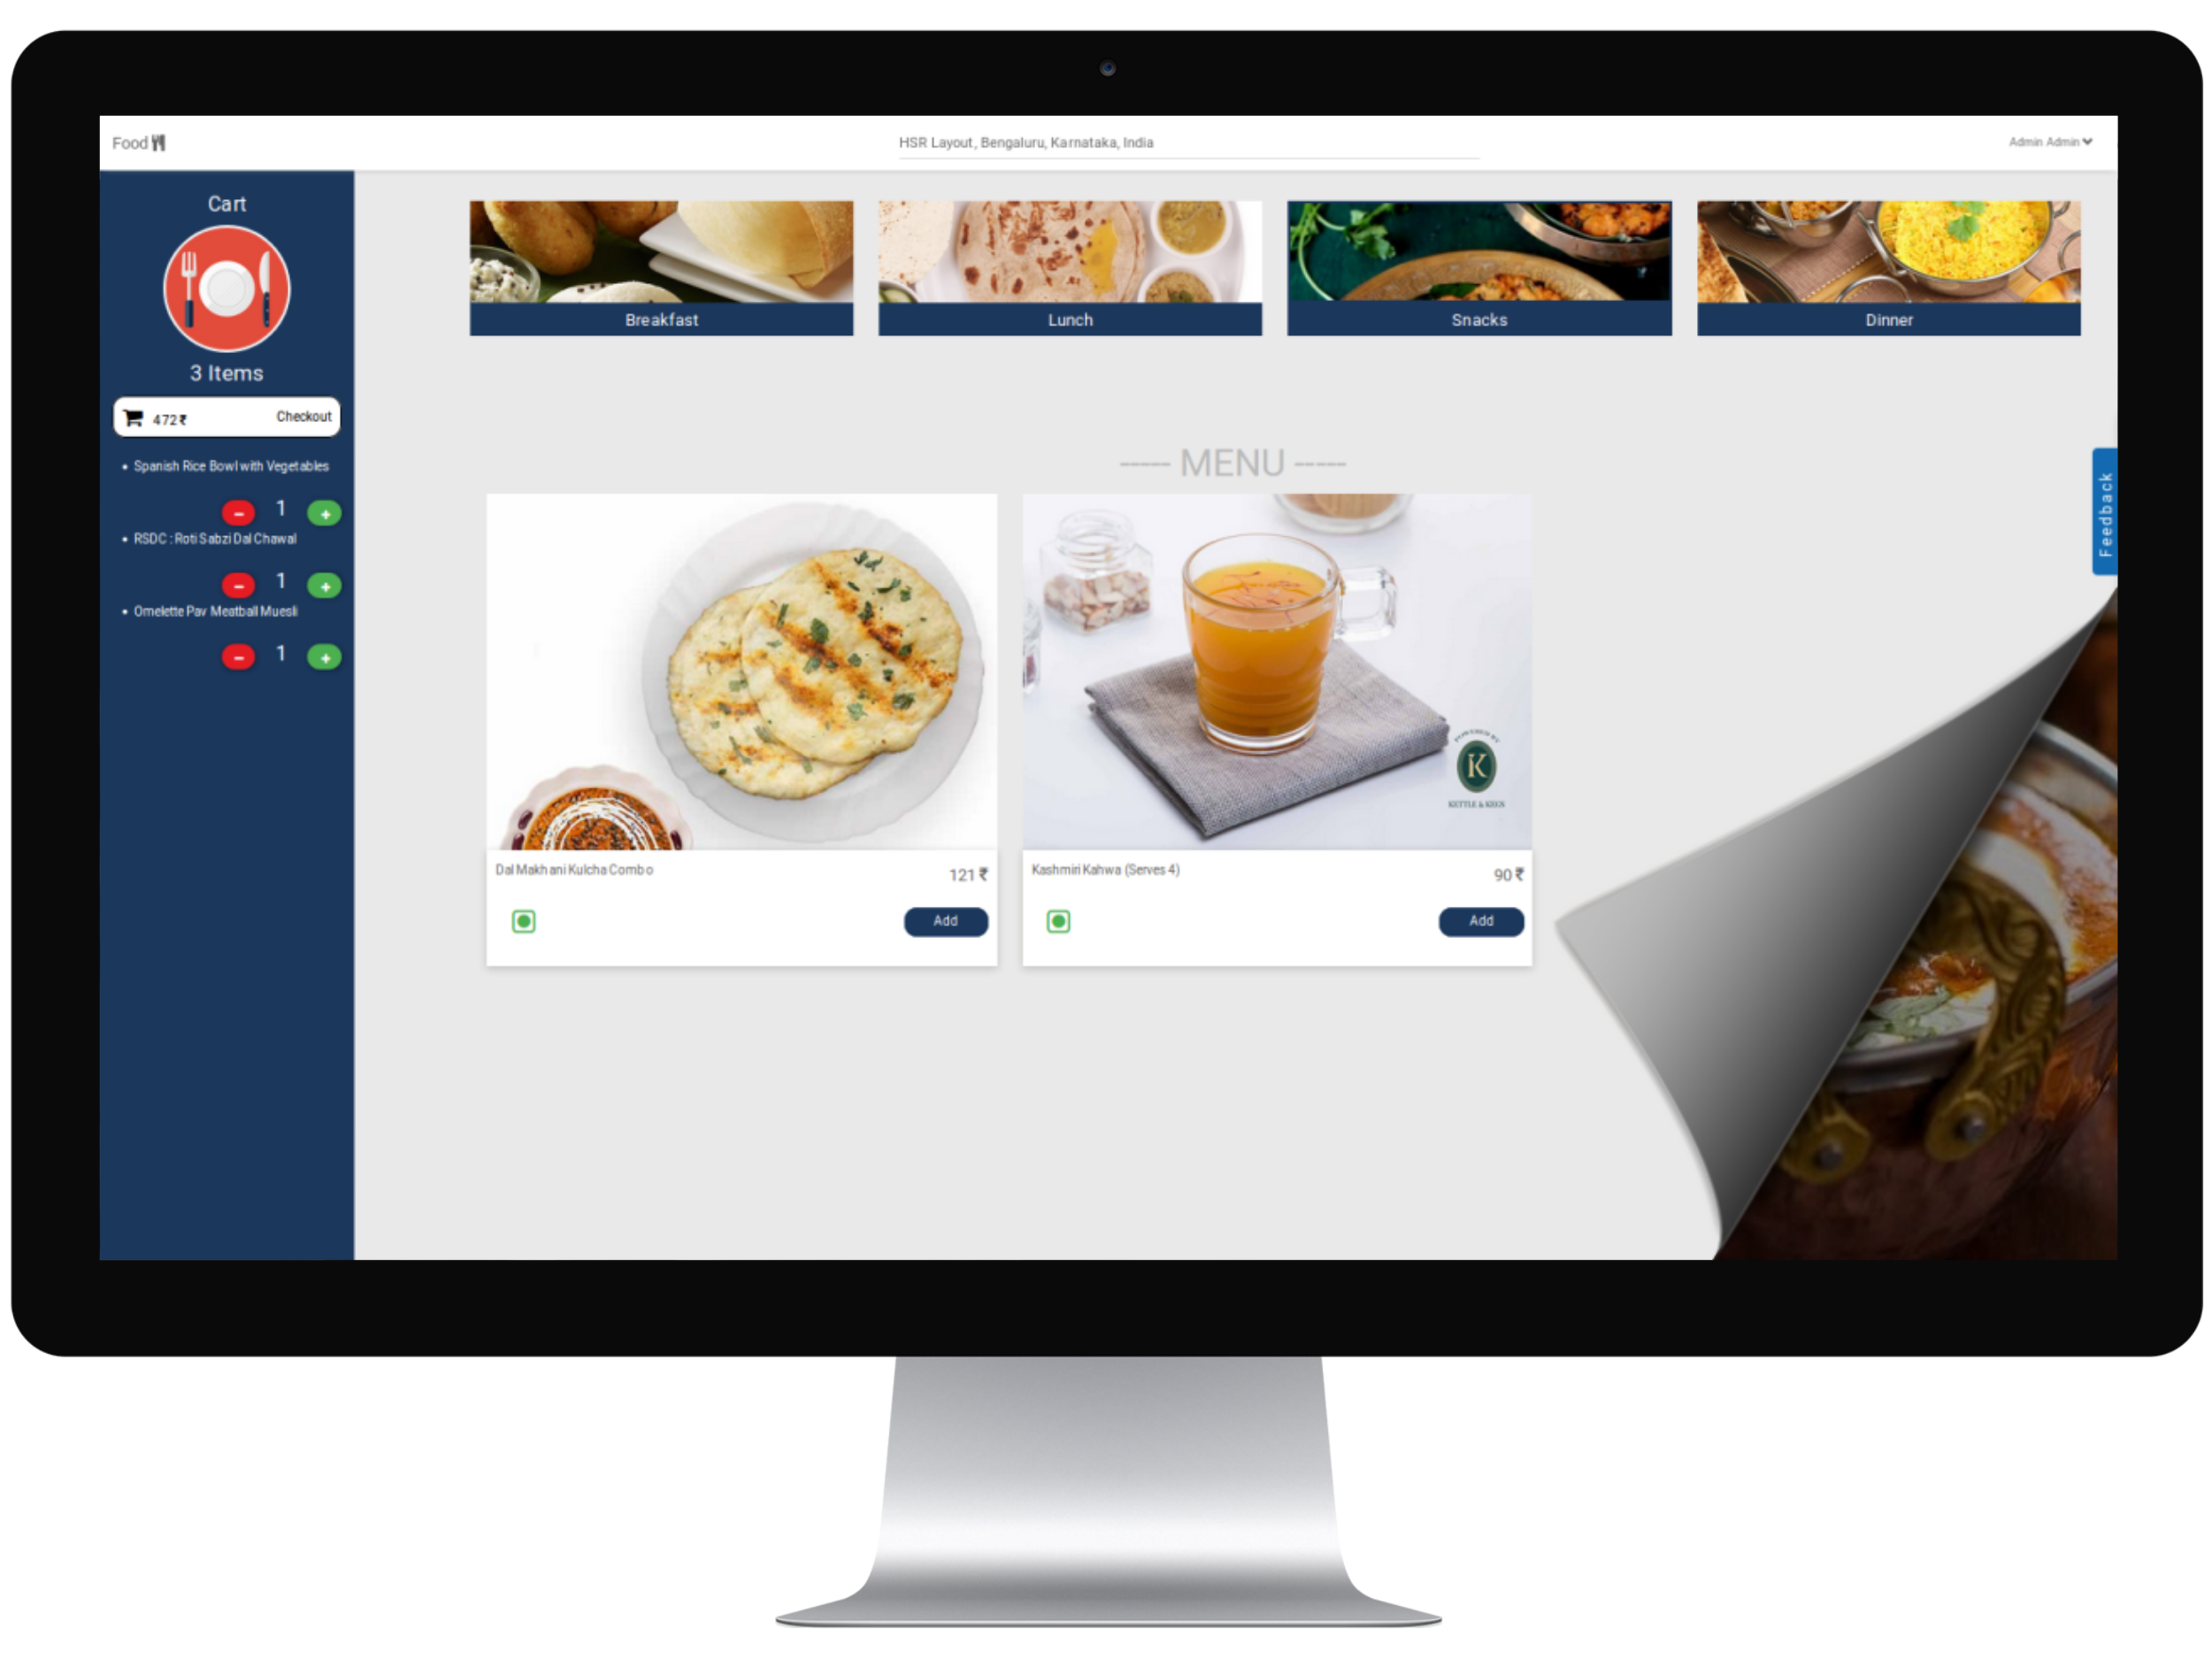 Food
HSR Layout, Bengaluru, Karnataka, India
Admin Admin
Cart
3 Items
472₹ Checkout
• Spanish Rice Bowl with Vegetables
- 1 +
• RSDC : Roti Sabzi Dal Chawal
- 1 +
• Omelette Pav Meatball Muesli
- 1 +
Breakfast
Lunch
Snacks
Dinner
----- MENU -----
POWERED BY
K
KETTLE & KEGS
Dal Makhani Kulcha Combo
121 ₹
Add
Kashmiri Kahwa (Serves 4)
90 ₹
Add
Feedback